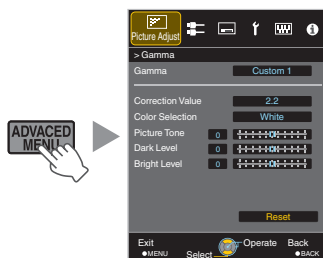 Picture Adjust
> Gamma
Gamma Custom 1
Correction Value 2.2
Color Selection White
Picture Tone 0
Dark Level 0
Bright Level 0
Reset
ADVACED
MENU
Exit Operate Back
●MENU Select ●BACK